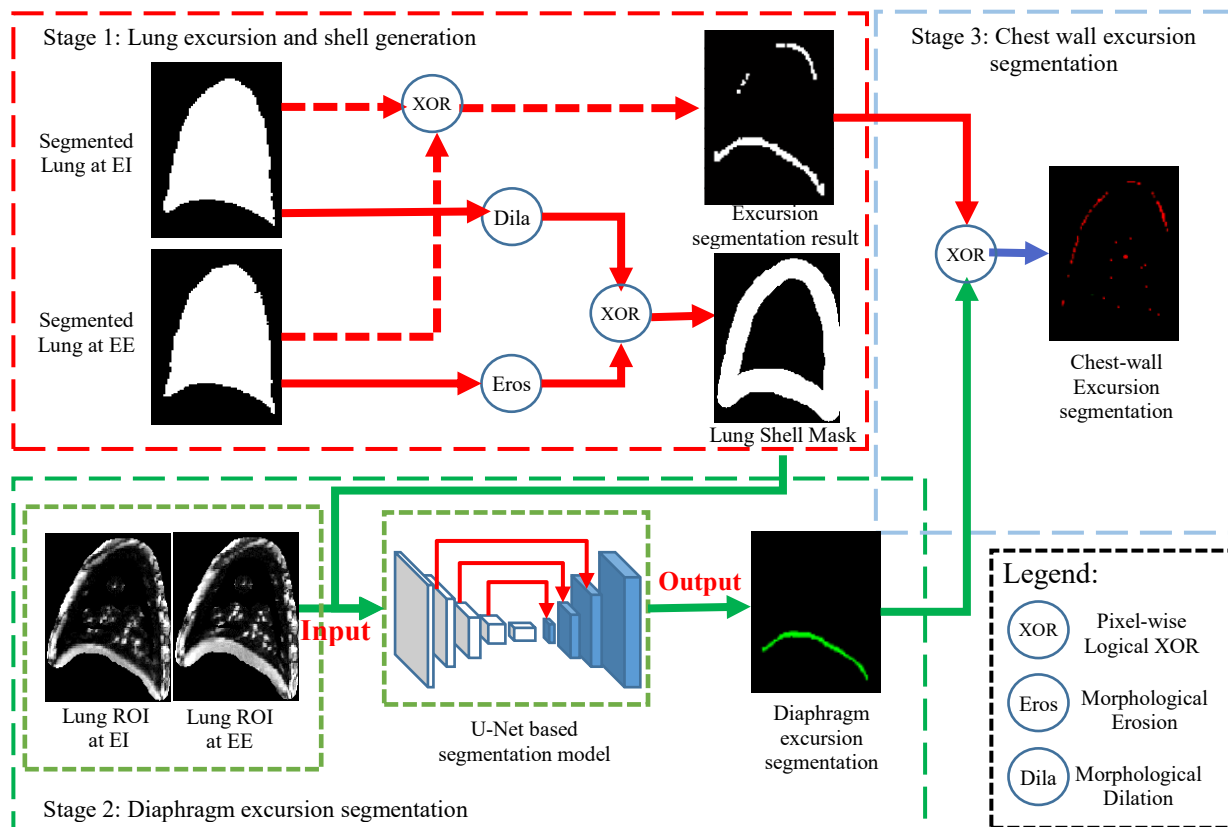 Stage 1: Lung excursion and shell generation
Segmented
Lung at EI
XOR
Dila
Excursion
segmentation result
Segmented
Lung at EE
XOR
Eros
Lung Shell Mask
Stage 3: Chest wall excursion
segmentation
XOR
Chest-wall
Excursion
segmentation
Lung ROI
at EI
Lung ROI
at EE
Input
U-Net based
segmentation model
Output
Diaphragm
excursion
segmentation
Stage 2: Diaphragm excursion segmentation
Legend:
XOR
Pixel-wise
Logical XOR
Eros
Morphological
Erosion
Dila
Morphological
Dilation